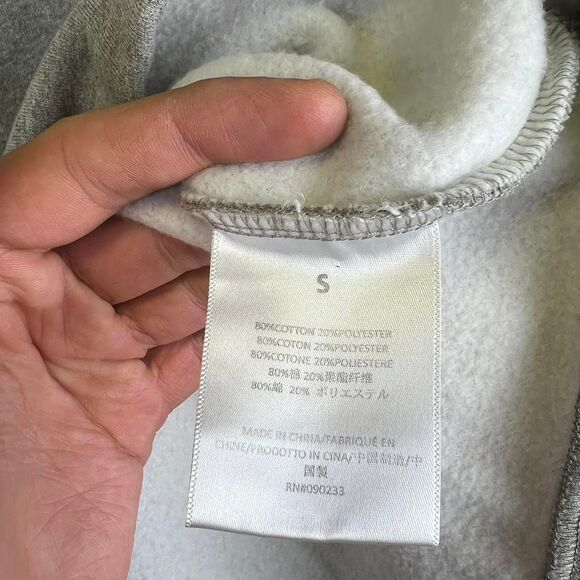 S
80%COTTON 20%POLYESTER
80%COTON 20%POLYESTER
80%COTONE 20%POLIESTERE
80%棉 20%聚酯纤维
80%綿 20% ポリエステル
MADE IN CHINA/FABRIQUÉ EN
CHINE/PRODOTTO IN CINA/中国制造/中
国製
RN#090233